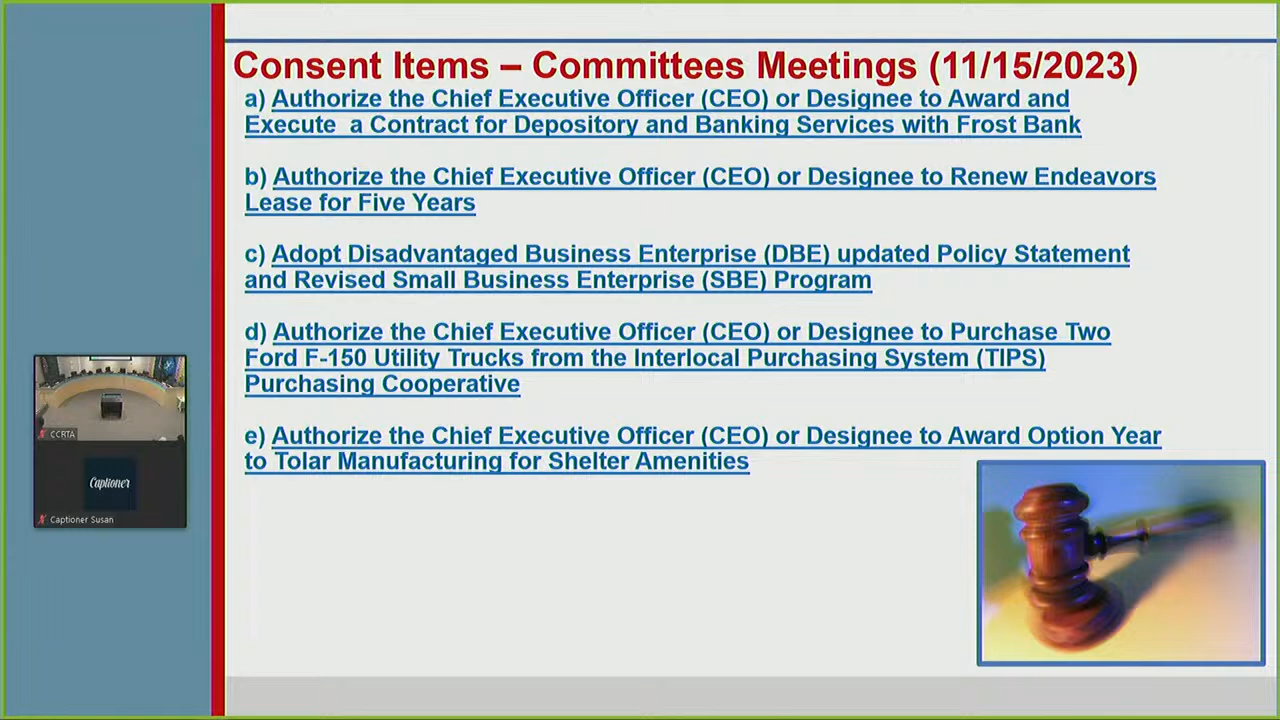 Consent Items – Committees Meetings (11/15/2023)
a) Authorize the Chief Executive Officer (CEO) or Designee to Award and
Execute  a Contract for Depository and Banking Services with Frost Bank
b) Authorize the Chief Executive Officer (CEO) or Designee to Renew Endeavors
Lease for Five Years
c) Adopt Disadvantaged Business Enterprise (DBE) updated Policy Statement
and Revised Small Business Enterprise (SBE) Program
d) Authorize the Chief Executive Officer (CEO) or Designee to Purchase Two
Ford F-150 Utility Trucks from the Interlocal Purchasing System (TIPS)
Purchasing Cooperative
e) Authorize the Chief Executive Officer (CEO) or Designee to Award Option Year
to Tolar Manufacturing for Shelter Amenities
CCRTA
Captioner
Captioner Susan